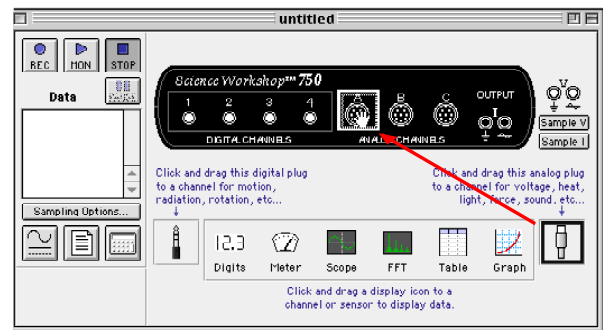 untitled
REC MON STOP
Data
Science Workshop™ 750
1 2 3 4
A B C
OUTPUT
V
I
DIGITAL CHANNELS
ANALOG CHANNELS
Sample V
Sample I
Click and drag this digital plug
to a channel for motion,
radiation, rotation, etc...
Click and drag this analog plug
to a channel for voltage, heat,
light, force, sound, etc...
Sampling Options...
12.3
Digits Meter Scope FFT Table Graph
Click and drag a display icon to a
channel or sensor to display data.